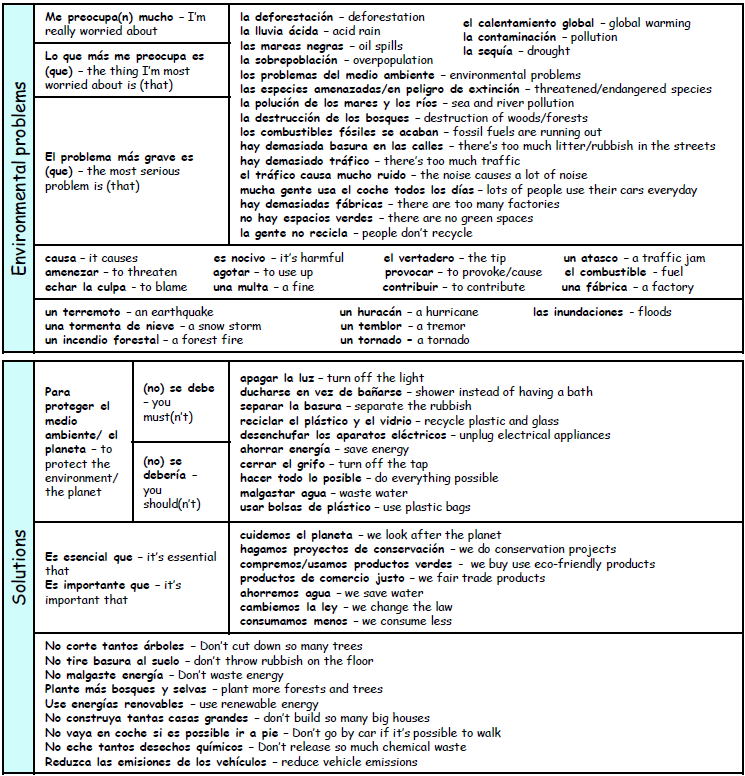 Environmental problems
Me preocupa(n) mucho – I'm
really worried about
Lo que más me preocupa es
(que) – the thing I'm most
worried about is (that)
El problema más grave es
(que) – the most serious
problem is (that)
la deforestación – deforestation
la lluvia ácida – acid rain
las mareas negras – oil spills
la sobrepoblación – overpopulation
el calentamiento global – global warming
la contaminación – pollution
la sequía – drought
los problemas del medio ambiente – environmental problems
las especies amenazadas/en peligro de extinción – threatened/endangered species
la polución de los mares y los ríos – sea and river pollution
la destrucción de los bosques – destruction of woods/forests
los combustibles fósiles se acaban – fossil fuels are running out
hay demasiada basura en las calles – there's too much litter/rubbish in the streets
hay demasiado tráfico – there's too much traffic
el tráfico causa mucho ruido – the noise causes a lot of noise
mucha gente usa el coche todos los días – lots of people use their cars everyday
hay demasiadas fábricas – there are too many factories
no hay espacios verdes – there are no green spaces
la gente no recicla – people don't recycle
causa – it causes es nocivo – it's harmful el vertadero – the tip un atasco – a traffic jam
amenezar – to threaten agotar – to use up provocar – to provoke/cause el combustible – fuel
echar la culpa – to blame una multa – a fine contribuir – to contribute una fábrica – a factory
un terremoto – an earthquake un huracán – a hurricane las inundaciones – floods
una tormenta de nieve – a snow storm un temblor – a tremor
un incendio forestal – a forest fire un tornado – a tornado
Solutions
Para
proteger el
medio
ambiente/ el
planeta – to
protect the
environment/
the planet
(no) se debe
– you
must(n't)
(no) se
debería –
you
should(n't)
apagar la luz – turn off the light
ducharse en vez de bañarse – shower instead of having a bath
separar la basura – separate the rubbish
reciclar el plástico y el vidrio – recycle plastic and glass
desenchufar los aparatos eléctricos – unplug electrical appliances
ahorrar energía – save energy
cerrar el grifo – turn off the tap
hacer todo lo posible – do everything possible
malgastar agua – waste water
usar bolsas de plástico – use plastic bags
Es esencial que – it's essential
that
Es importante que – it's
important that
cuidemos el planeta – we look after the planet
hagamos proyectos de conservación – we do conservation projects
compremos/usamos productos verdes – we buy use eco-friendly products
productos de comercio justo – we fair trade products
ahorremos agua – we save water
cambiemos la ley – we change the law
consumamos menos – we consume less
No corte tantos árboles – Don't cut down so many trees
No tire basura al suelo – don't throw rubbish on the floor
No malgaste energía – Don't waste energy
Plante más bosques y selvas – plant more forests and trees
Use energías renovables – use renewable energy
No construya tantas casas grandes – don't build so many big houses
No vaya en coche si es possible ir a pie – Don't go by car if it's possible to walk
No eche tantos desechos químicos – Don't release so much chemical waste
Reduzca las emisiones de los vehículos – reduce vehicle emissions